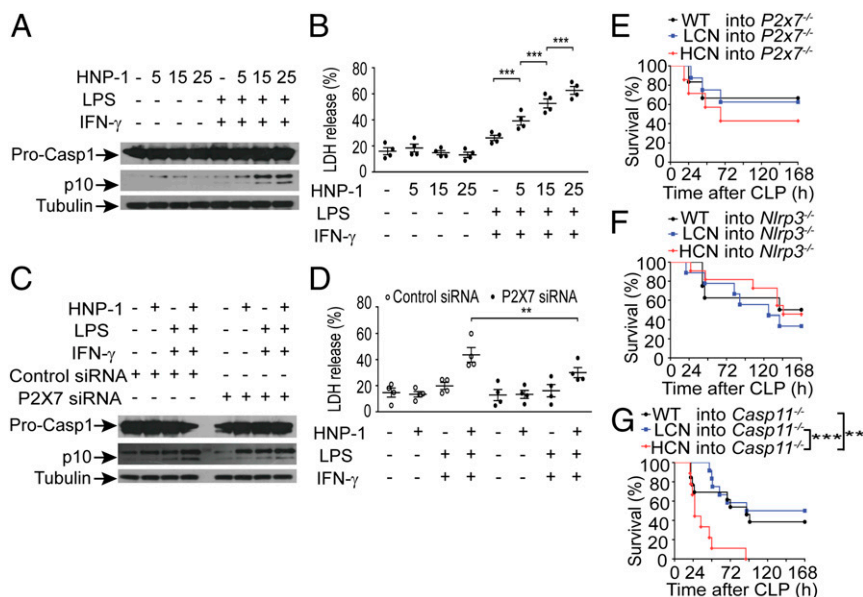 A
HNP-1 - 5 15 25 - 5 15 25
LPS - - - - + + + +
IFN-γ - - - - + + + +
Pro-Casp1
p10
Tubulin
B
LDH release (%)
80
60
40
20
0
*** *** ***
HNP-1 - 5 15 25 - 5 15 25
LPS - - - - + + + +
IFN-γ - - - - + + + +
C
HNP-1 - + - + - + - +
LPS - - + + - - + +
IFN-γ - - + + - - + +
Control siRNA + + + + - - - -
P2X7 siRNA - - - - + + + +
Pro-Casp1
p10
Tubulin
D
Control siRNA P2X7 siRNA
**
LDH release (%)
80
60
40
20
0
HNP-1 - + - + - + - +
LPS - - + + - - + +
IFN-γ - - + + - - + +
E
WT into P2x7-/-
LCN into P2x7-/-
HCN into P2x7-/-
Survival (%)
100
80
60
40
20
0
0 24 72 120 168
Time after CLP (h)
F
WT into Nlrp3-/-
LCN into Nlrp3-/-
HCN into Nlrp3-/-
Survival (%)
100
80
60
40
20
0
0 24 72 120 168
Time after CLP (h)
G
WT into Casp11-/-
LCN into Casp11-/-
HCN into Casp11-/-
*** **
Survival (%)
100
80
60
40
20
0
0 24 72 120 168
Time after CLP (h)